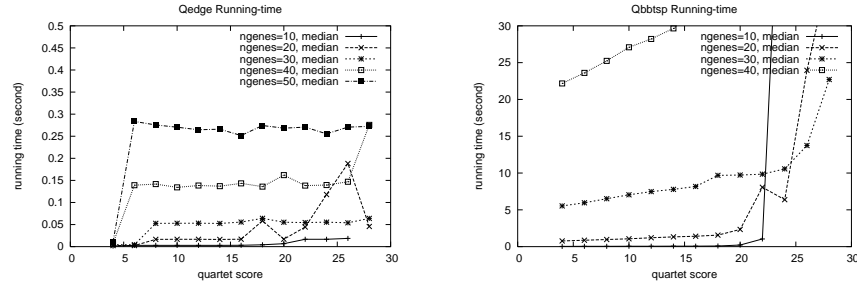 Qedge Running-time
0.5
0.45
0.4
0.35
0.3
0.25
0.2
0.15
0.1
0.05
0
running time (second)
ngenes=10, median
ngenes=20, median
ngenes=30, median
ngenes=40, median
ngenes=50, median
0 5 10 15 20 25 30
quartet score
Qbbtsp Running-time
30
25
20
15
10
5
0
running time (second)
ngenes=10, median
ngenes=20, median
ngenes=30, median
ngenes=40, median
0 5 10 15 20 25 30
quartet score